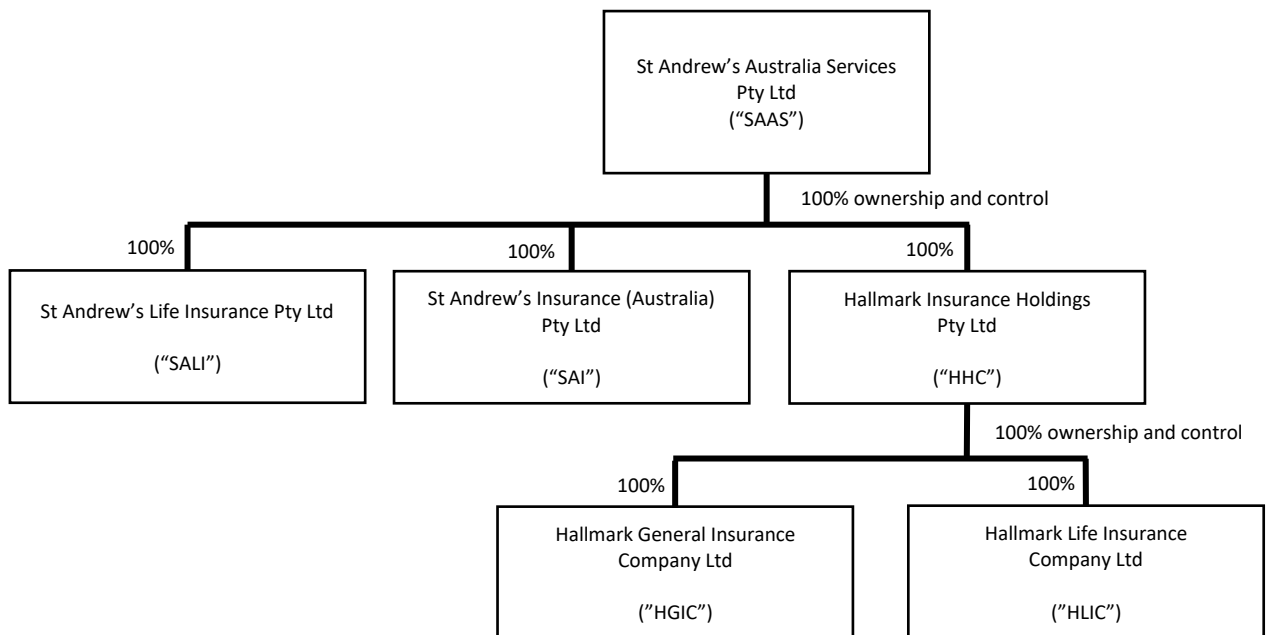 St Andrew’s Australia Services
Pty Ltd
(“SAAS”)
100% ownership and control
100%
100%
100%
St Andrew’s Life Insurance Pty Ltd
(“SALI”)
St Andrew’s Insurance (Australia)
Pty Ltd
(“SAI”)
Hallmark Insurance Holdings
Pty Ltd
(“HHC”)
100% ownership and control
100%
100%
Hallmark General Insurance
Company Ltd
(”HGIC”)
Hallmark Life Insurance
Company Ltd
(”HLIC”)